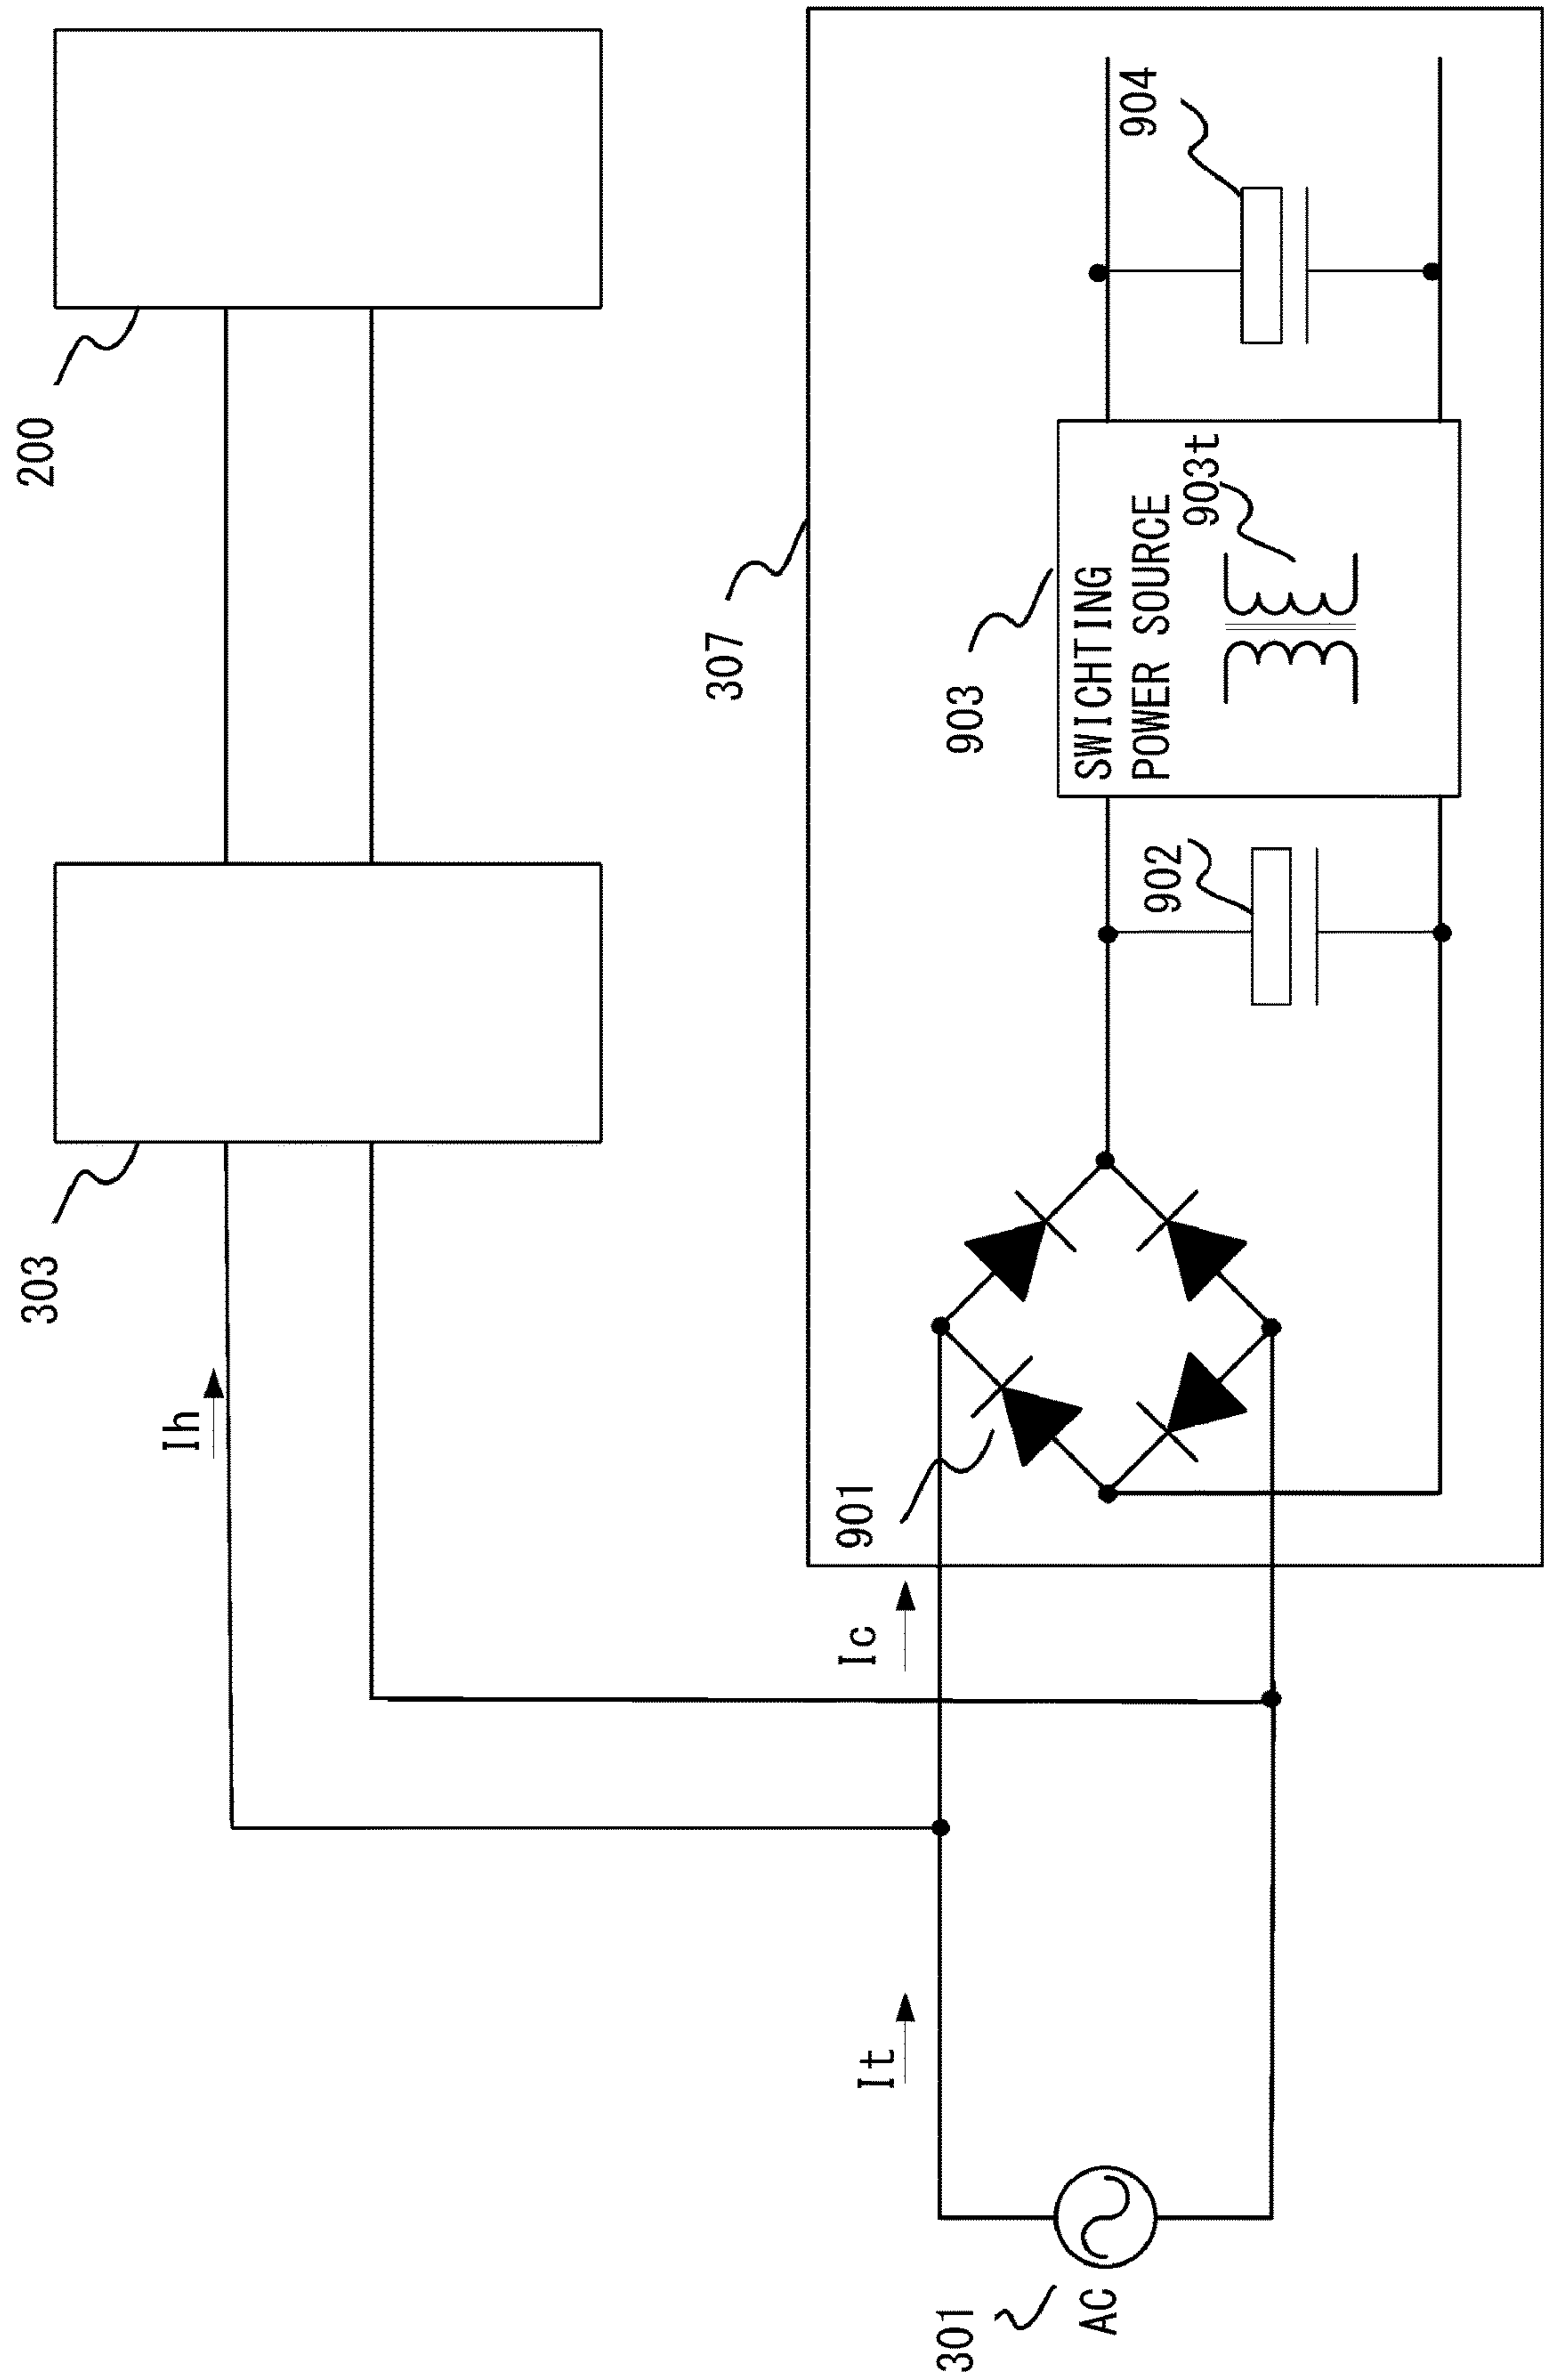 200
303
Ih
307
903
SWICHTING
POWER SOURCE
903t
904
902
901
Ic
It
301
AC